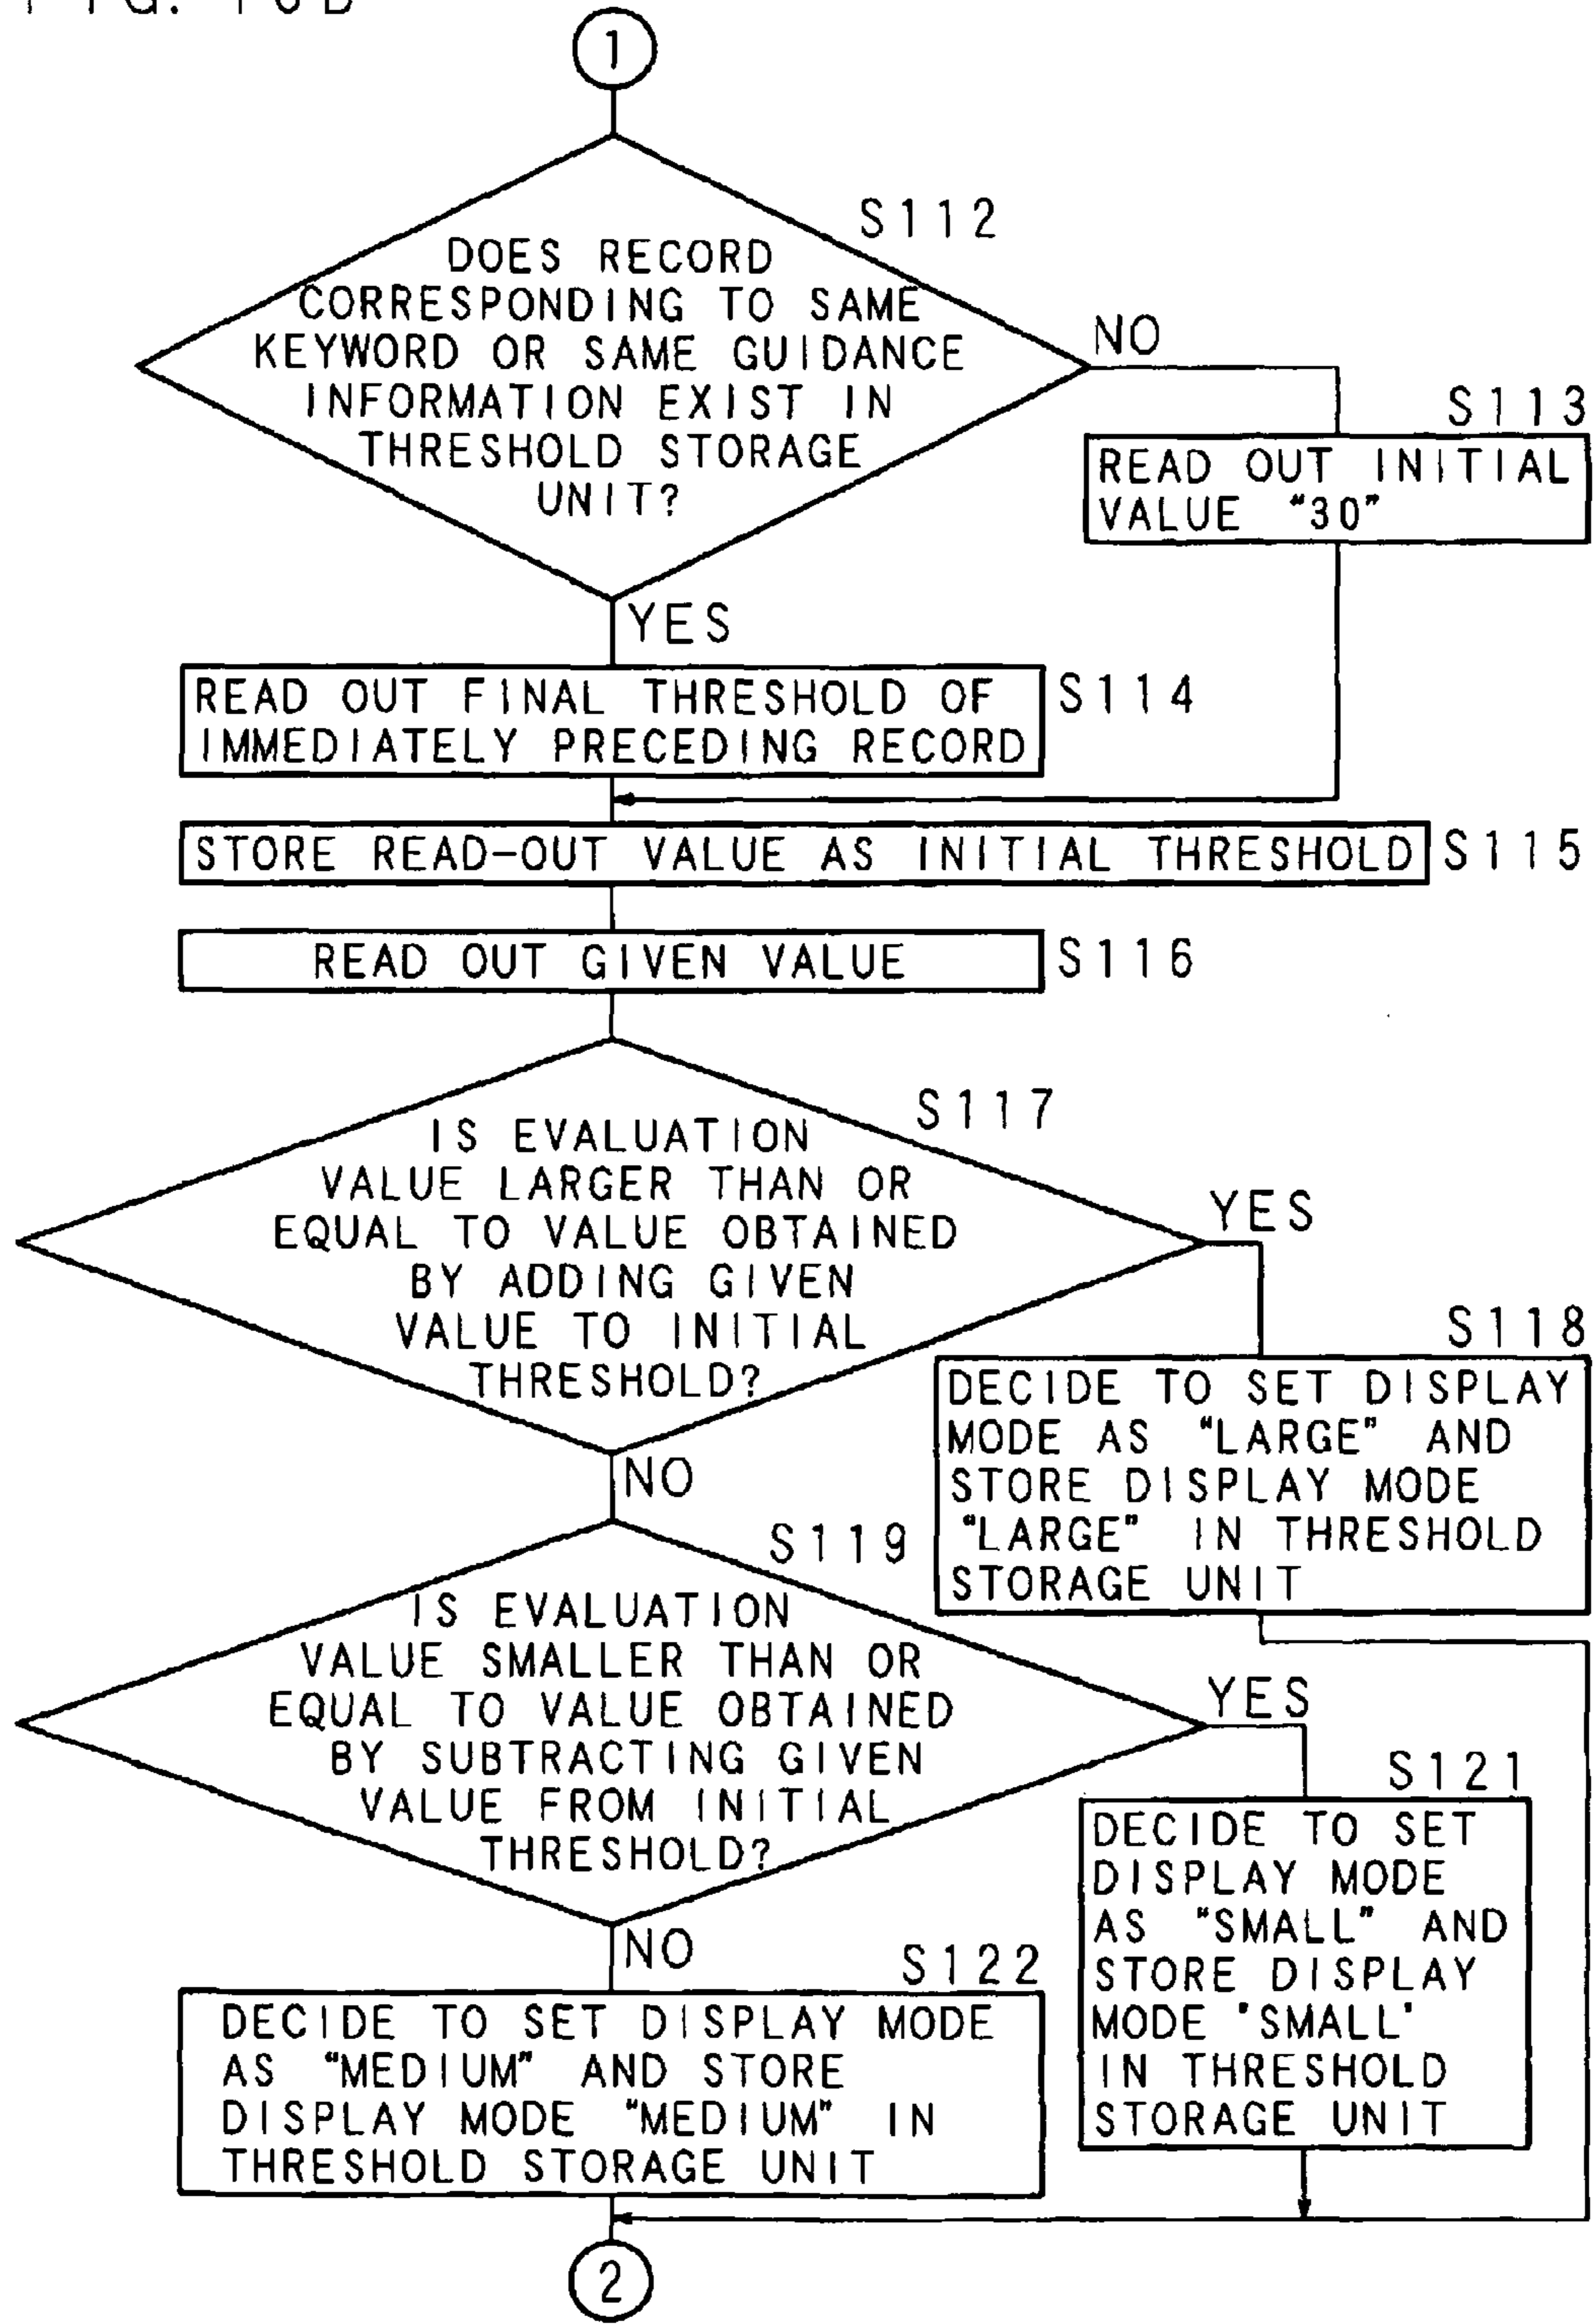 ①
S112
DOES RECORD
CORRESPONDING TO SAME
KEYWORD OR SAME GUIDANCE
INFORMATION EXIST IN
THRESHOLD STORAGE
UNIT?
NO
S113
READ OUT INITIAL
VALUE "30"
YES
READ OUT FINAL THRESHOLD OF
IMMEDIATELY PRECEDING RECORD
S114
STORE READ-OUT VALUE AS INITIAL THRESHOLD
S115
READ OUT GIVEN VALUE
S116
S117
IS EVALUATION
VALUE LARGER THAN OR
EQUAL TO VALUE OBTAINED
BY ADDING GIVEN
VALUE TO INITIAL
THRESHOLD?
YES
S118
DECIDE TO SET DISPLAY
MODE AS "LARGE" AND
STORE DISPLAY MODE
"LARGE" IN THRESHOLD
STORAGE UNIT
NO
S119
IS EVALUATION
VALUE SMALLER THAN OR
EQUAL TO VALUE OBTAINED
BY SUBTRACTING GIVEN
VALUE FROM INITIAL
THRESHOLD?
YES
S121
DECIDE TO SET
DISPLAY MODE
AS "SMALL" AND
STORE DISPLAY
MODE "SMALL"
IN THRESHOLD
STORAGE UNIT
NO
S122
DECIDE TO SET DISPLAY MODE
AS "MEDIUM" AND STORE
DISPLAY MODE "MEDIUM" IN
THRESHOLD STORAGE UNIT
②